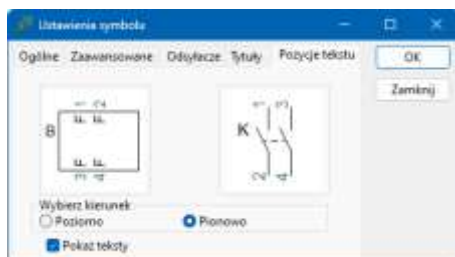 Ustawienia symbolu
Ogólne Zaawansowane Odsyłacze Tytuły Pozycje tekstu
OK
Zamknij
B
K
Wybierz kierunek
Poziomo Pionowo
Pokaż teksty